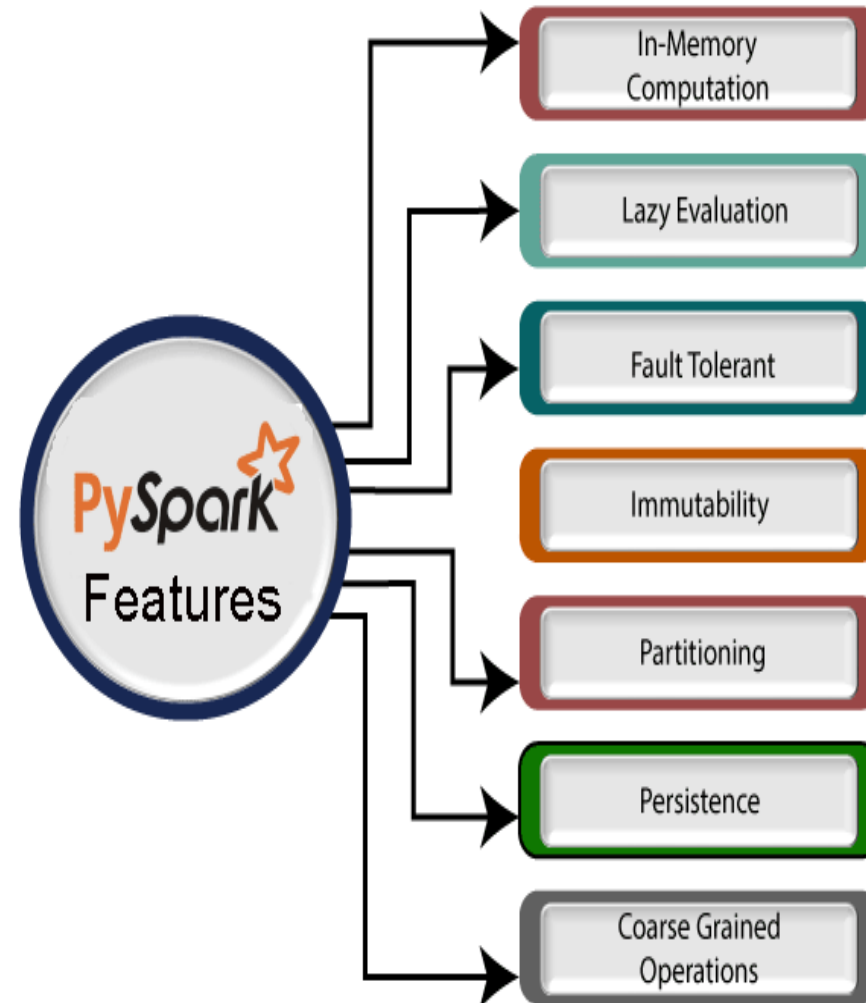 In-Memory
Computation
Lazy Evaluation
Fault Tolerant
PySpark
Features
Immutability
Partitioning
Persistence
Coarse Grained
Operations